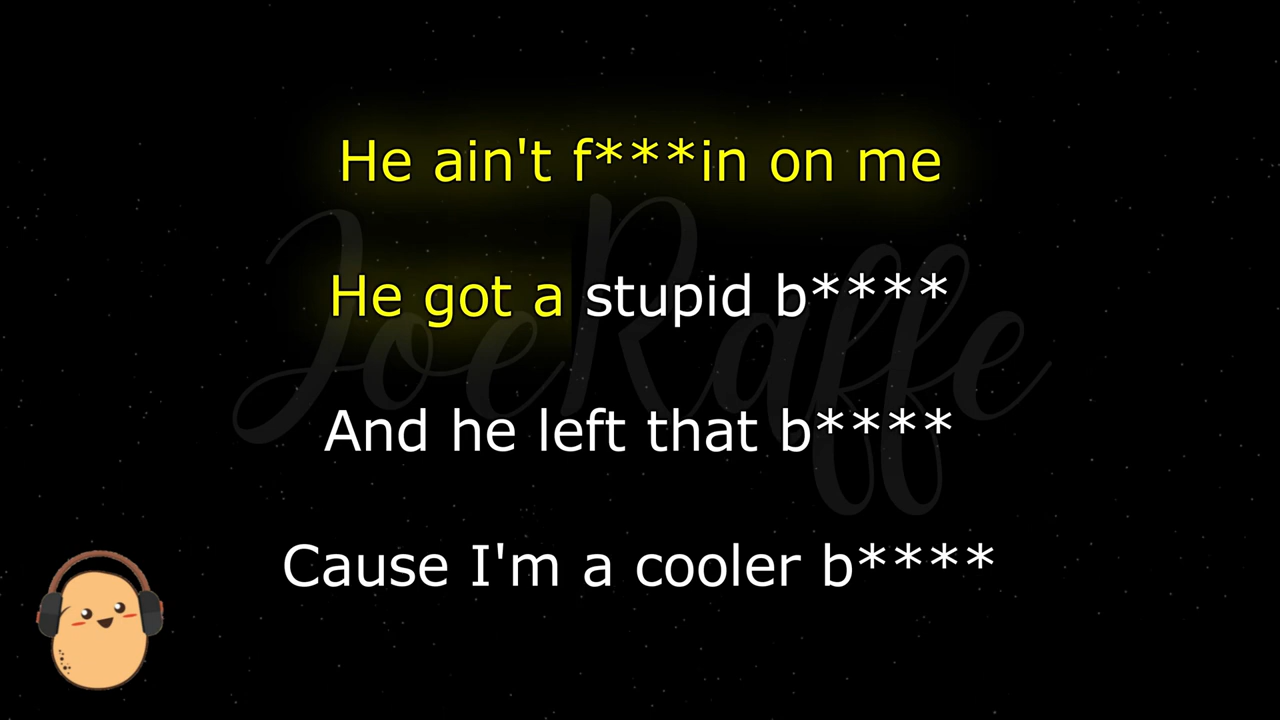 He ain't f***in on me
He got a stupid b****
And he left that b****
Cause I'm a cooler b****
JoeRaffe